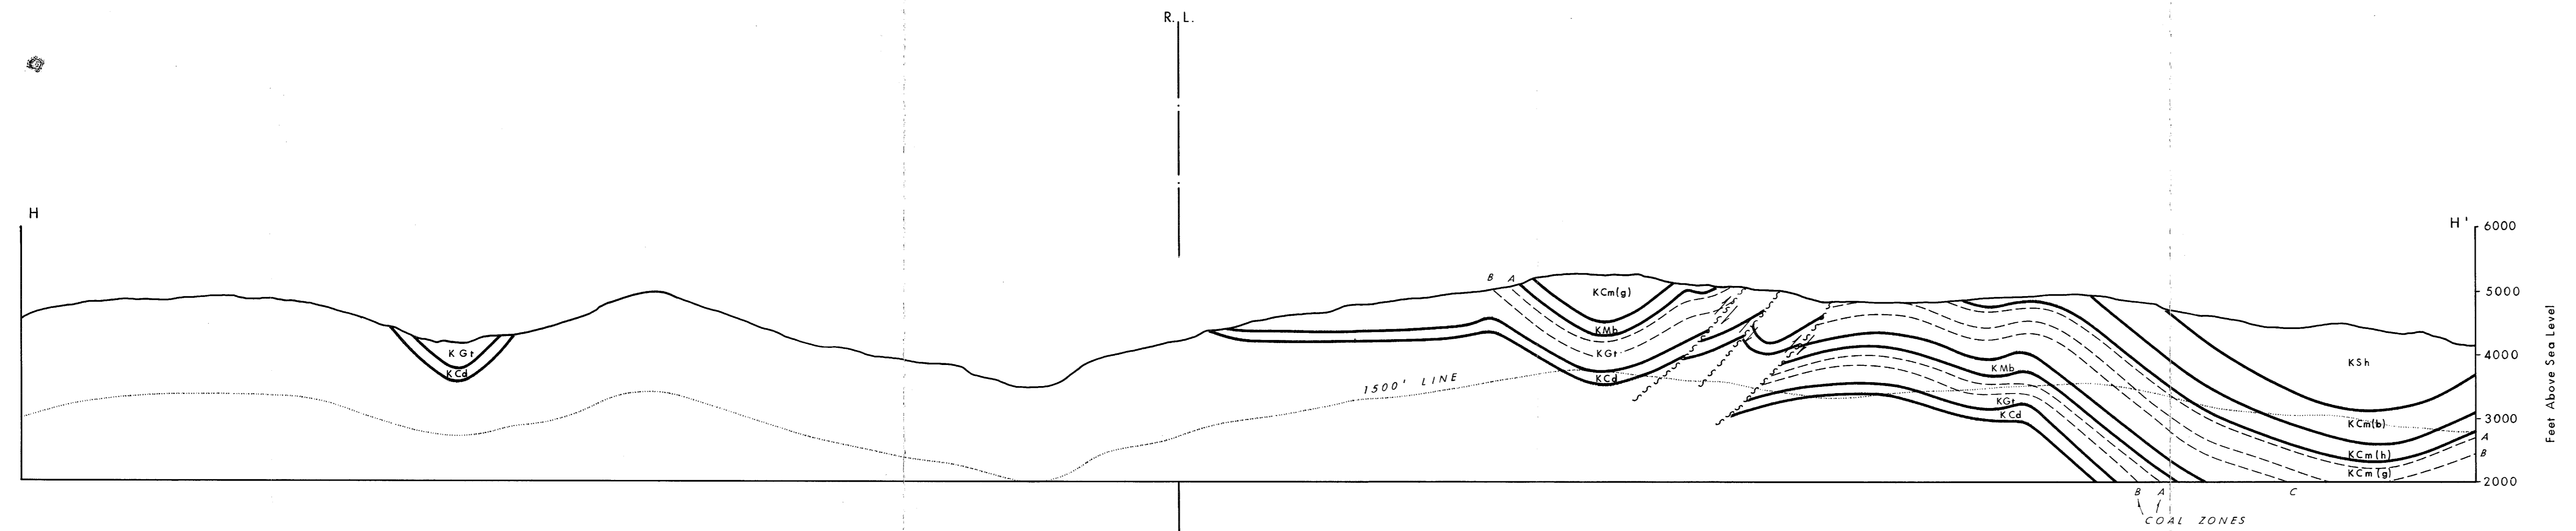 R. L.
H
H'
6000
5000
4000
3000
2000
Feet Above Sea Level
B A
KCm(g)
KMb
KGt
KCd
KGt
KCd
1500' LINE
KMb
KGt
KCd
KSh
KCm(b)
KCm(h)
KCm(g)
A
B
B A
C
COAL ZONES